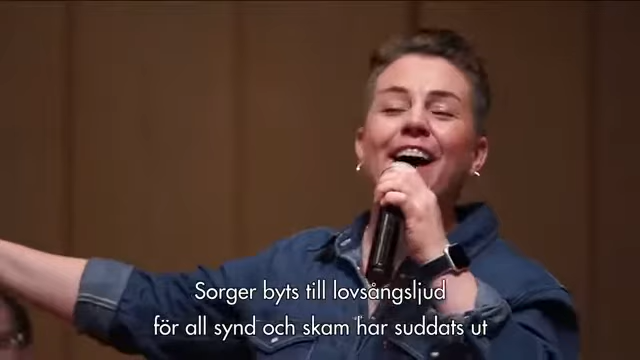 Sorger byts till lovsångsljud
för all synd och skam har suddats ut